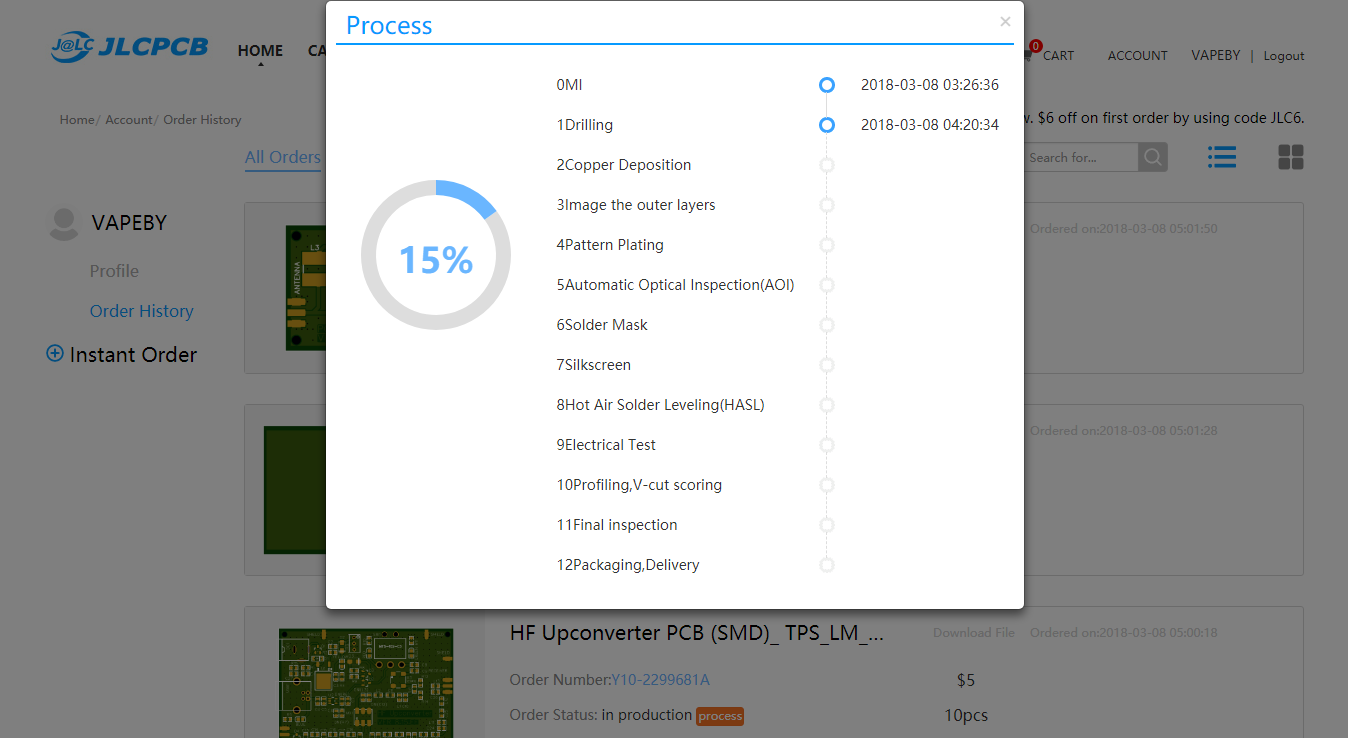 Process
×
J@LC JLCPCB
HOME
CA
0
CART
ACCOUNT
VAPEBY | Logout
0MI
2018-03-08 03:26:36
Home/ Account/ Order History
1Drilling
2018-03-08 04:20:34
. $6 off on first order by using code JLC6.
All Orders
Search for...
2Copper Deposition
3Image the outer layers
4Pattern Plating
5Automatic Optical Inspection(AOI)
6Solder Mask
7Silkscreen
8Hot Air Solder Leveling(HASL)
9Electrical Test
10Profiling,V-cut scoring
11Final inspection
12Packaging,Delivery
15%
VAPEBY
Profile
Order History
Instant Order
L3
ANTENNA
Ordered on:2018-03-08 05:01:50
Ordered on:2018-03-08 05:01:28
HF Upconverter PCB (SMD)_ TPS_LM_...
Download File
Ordered on:2018-03-08 05:00:18
Order Number:Y10-2299681A
$5
Order Status: in production process
10pcs